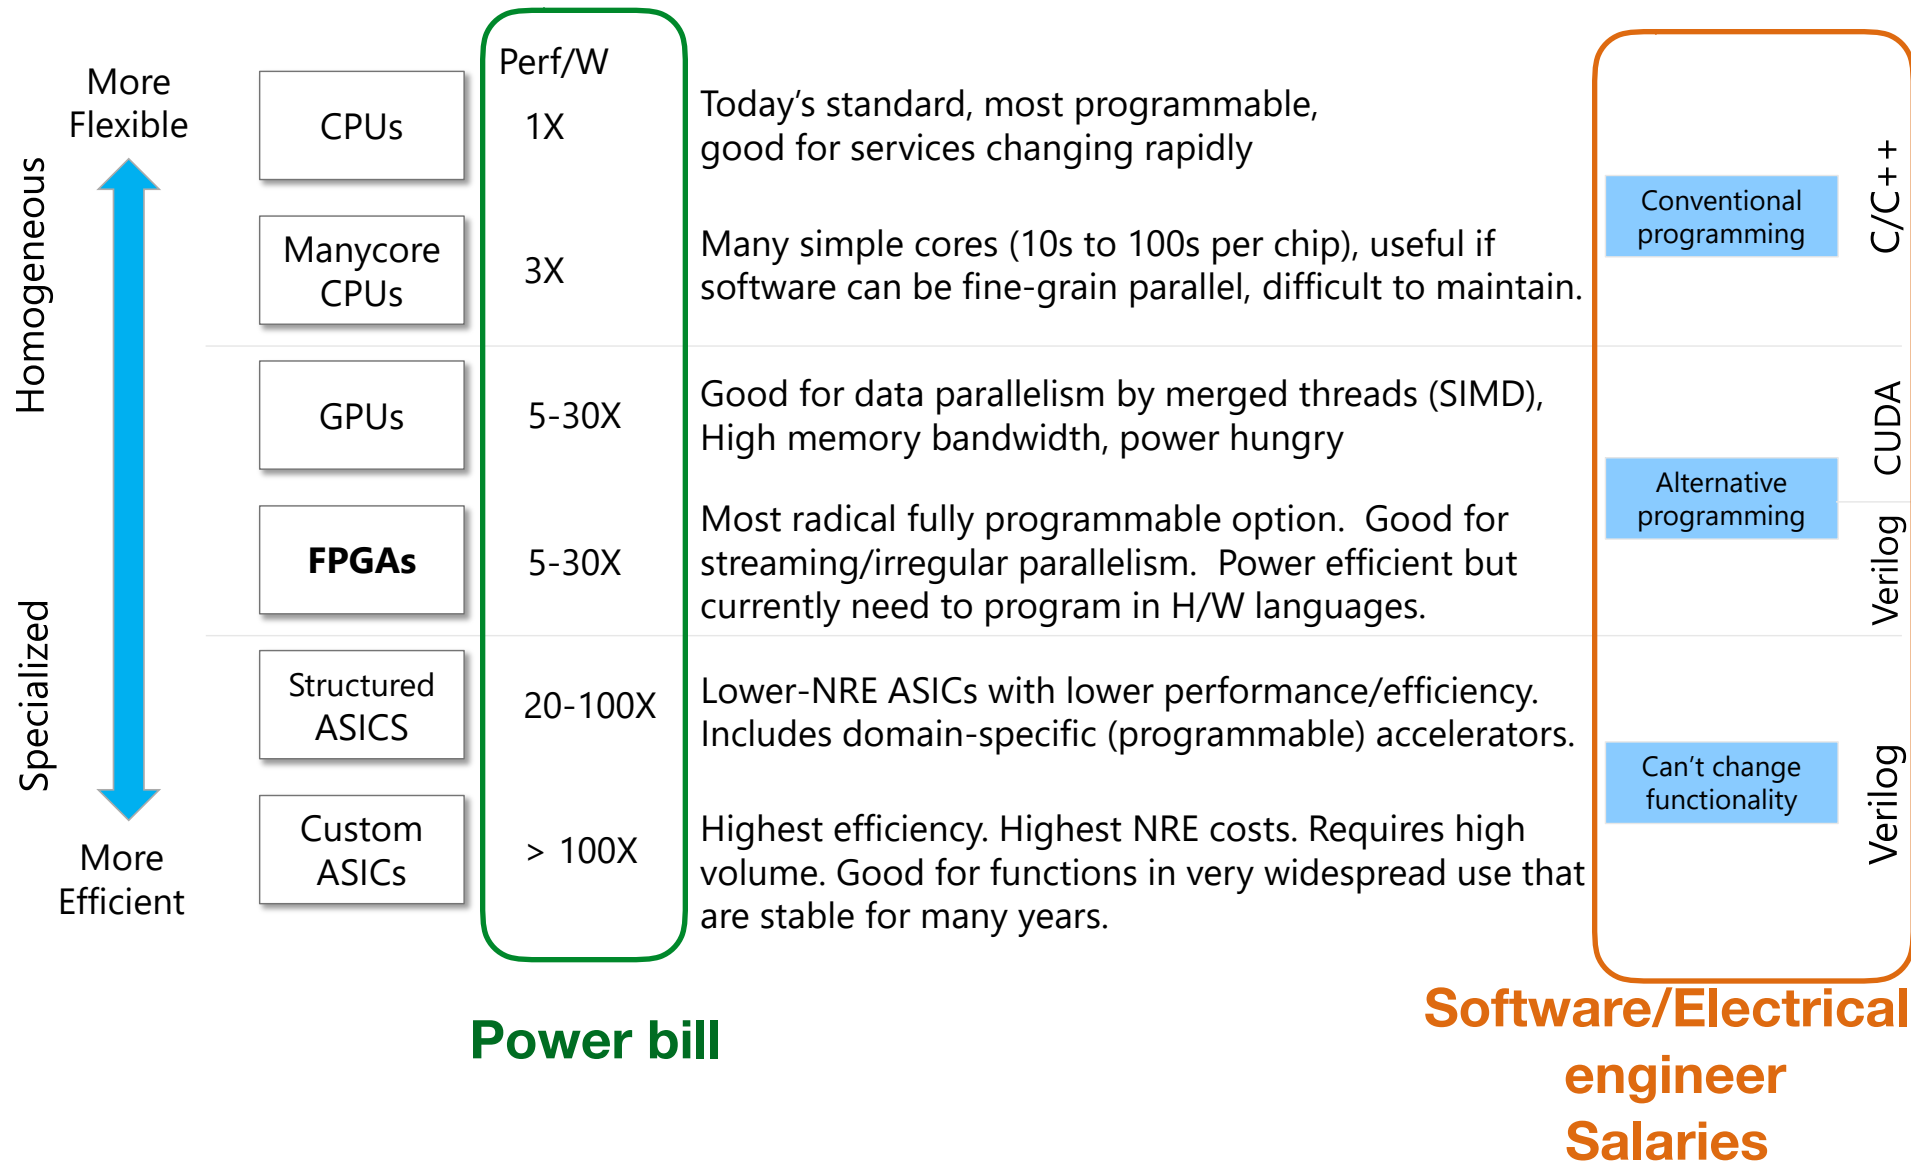 More
Flexible
Homogeneous
Specialized
More
Efficient
Perf/W
CPUs
1X
Today’s standard, most programmable,
good for services changing rapidly
Manycore
CPUs
3X
Many simple cores (10s to 100s per chip), useful if
software can be fine-grain parallel, difficult to maintain.
GPUs
5-30X
Good for data parallelism by merged threads (SIMD),
High memory bandwidth, power hungry
FPGAs
5-30X
Most radical fully programmable option.  Good for
streaming/irregular parallelism.  Power efficient but
currently need to program in H/W languages.
Structured
ASICS
20-100X
Lower-NRE ASICs with lower performance/efficiency.
Includes domain-specific (programmable) accelerators.
Custom
ASICs
> 100X
Highest efficiency. Highest NRE costs. Requires high
volume. Good for functions in very widespread use that
are stable for many years.
Conventional
programming
C/C++
Alternative
programming
CUDA
Verilog
Can’t change
functionality
Verilog
Power bill
Software/Electrical
engineer
Salaries